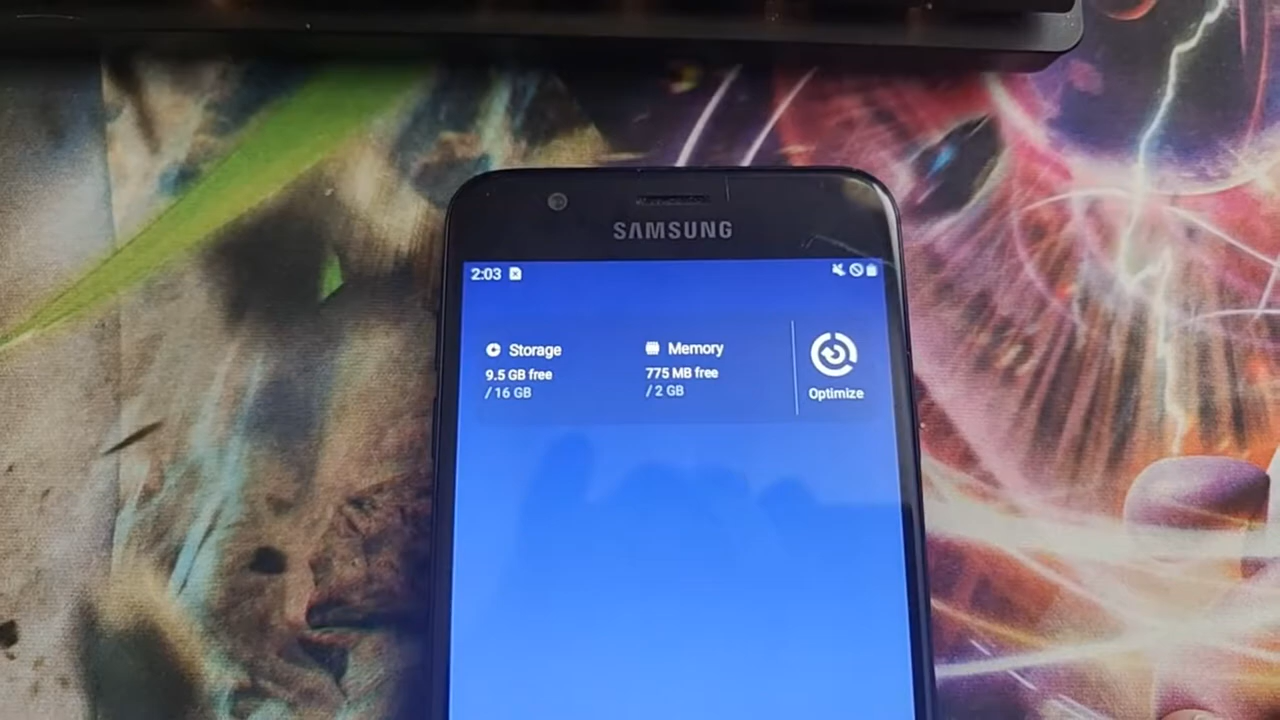 SAMSUNG
2:03
Storage
9.5 GB free
/ 16 GB
Memory
775 MB free
/ 2 GB
Optimize